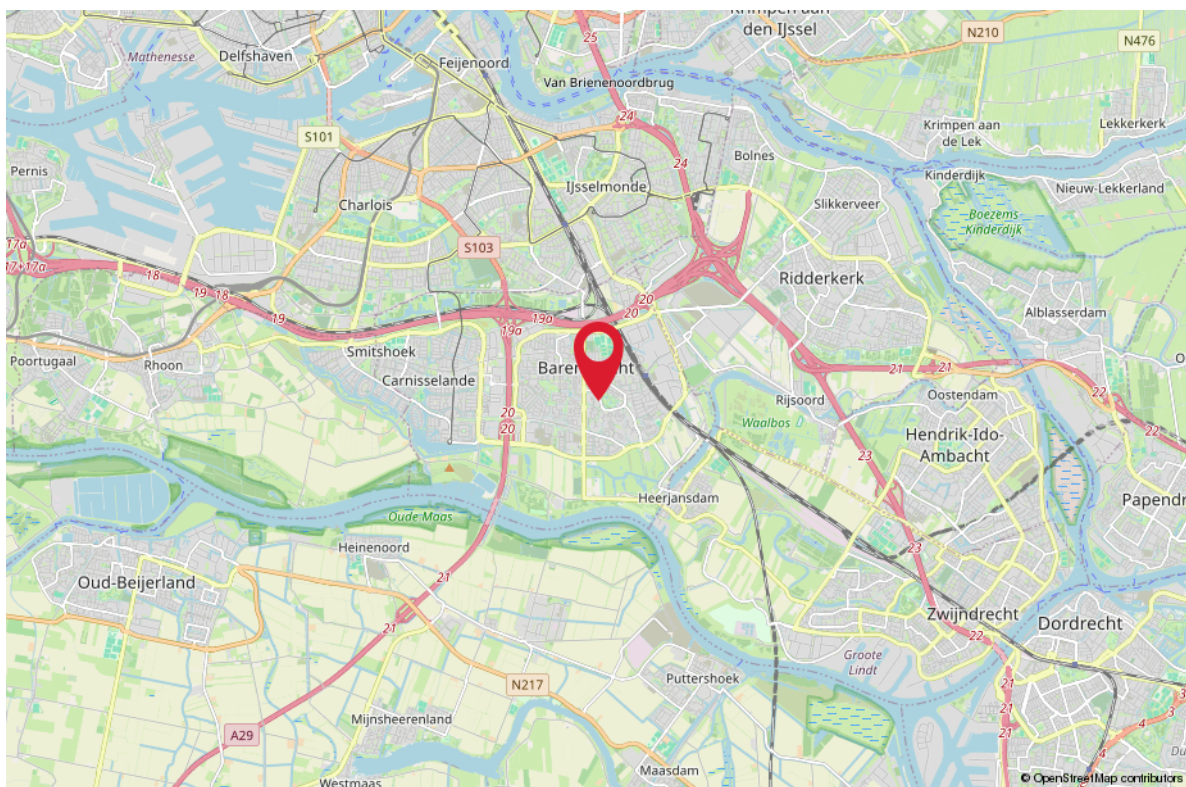 Krimpen aan
den IJssel
25
N210
N476
Mathenesse
Delfshaven
Feijenoord
Van Brienenoordbrug
24
S101
Krimpen aan
de Lek
Lekkerkerk
24
Bolnes
Pernis
IJsselmonde
Kinderdijk
Nieuw-Lekkerland
Charlois
Slikkerveer
Boezems
Kinderdijk
17a
S103
17+17a
18
19
18
Ridderkerk
20
20
19
19a
19a
Alblasserdam
Smitshoek
Poortugaal
Rhoon
Carnisselande
21
21
22
Rijsoord
Oostendam
20
20
Waalbos
22
Hendrik-Ido-
Ambacht
23
Heerjansdam
Oude Maas
Heinenoord
23
21
Oud-Beijerland
21
Zwijndrecht
22
Dordrecht
Groote
Lindt
N217
Puttershoek
21
21
3
4
3
4
Mijnsheerenland
A29
Maasdam
Westmaas
© OpenStreetMap contributors